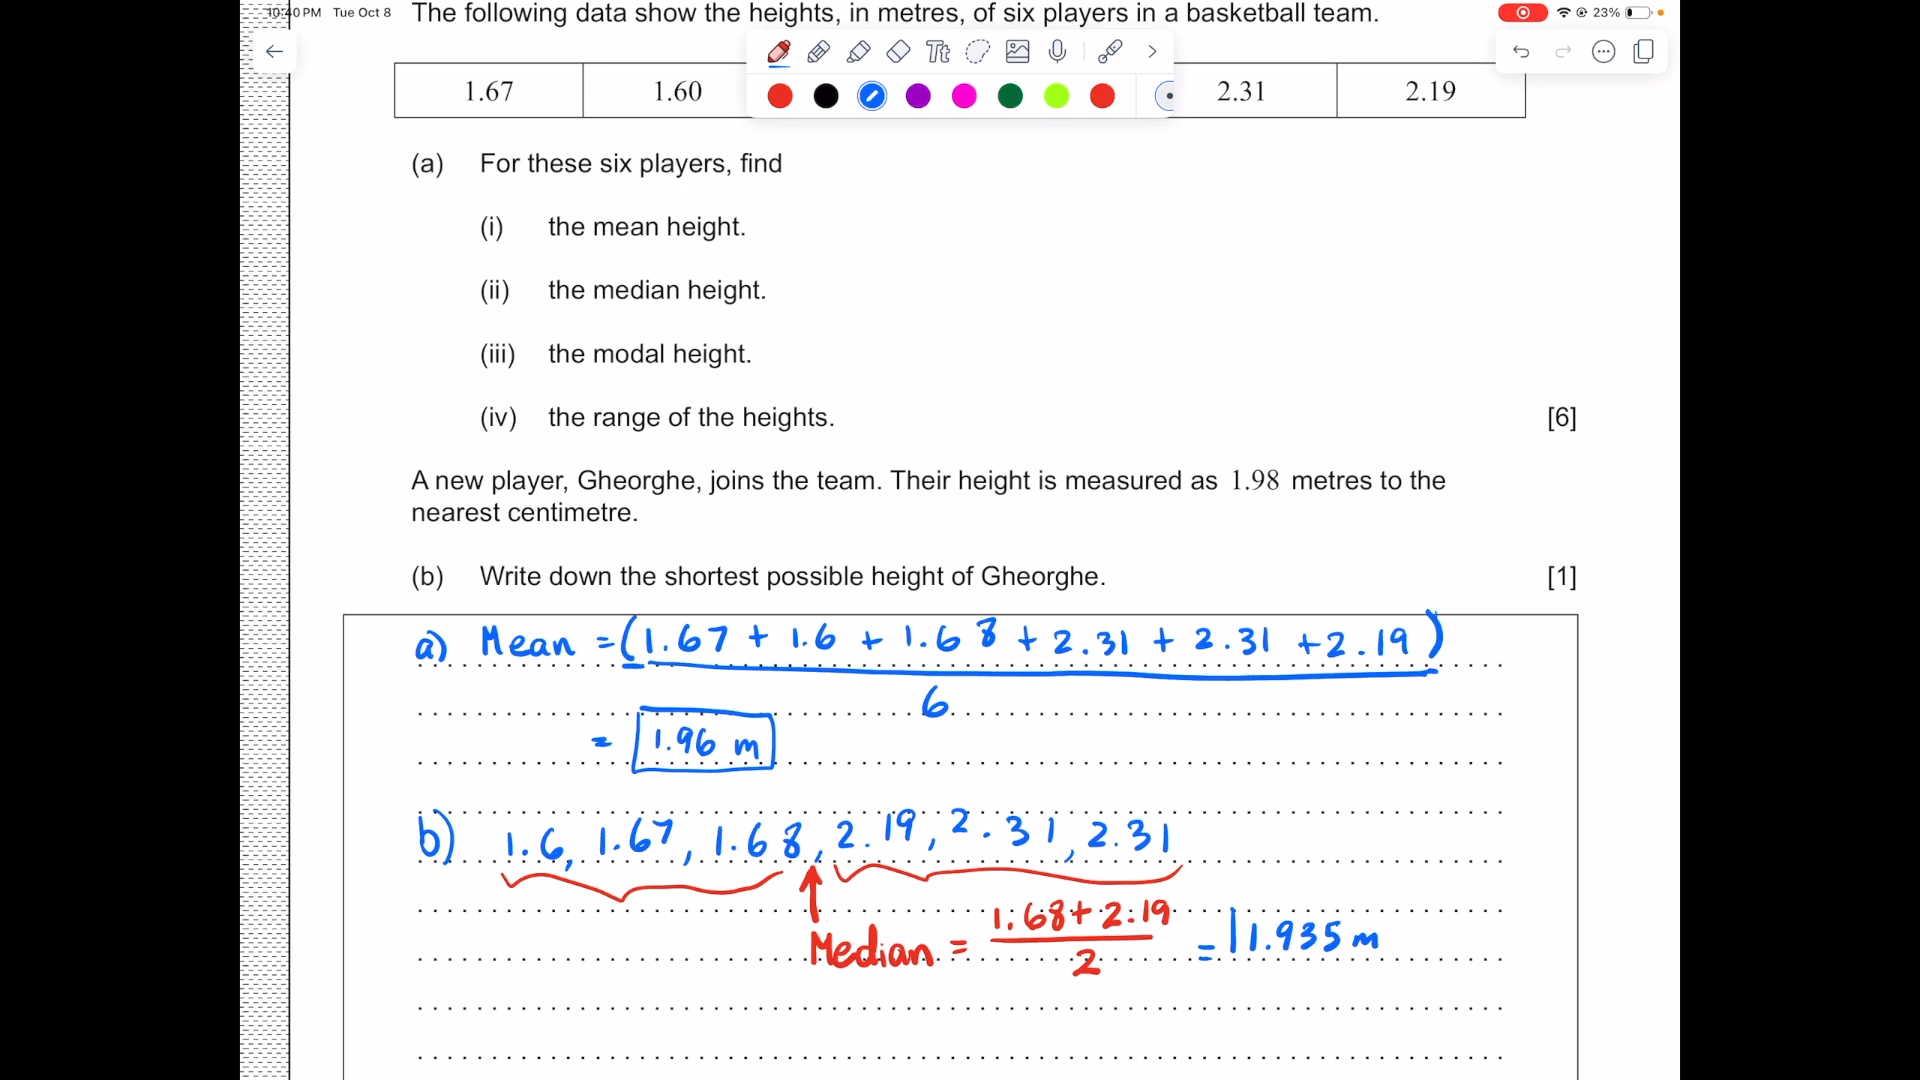 10:40 PM Tue Oct 8
23%
The following data show the heights, in metres, of six players in a basketball team.
Tt
1.67 1.60 2.31 2.19
(a) For these six players, find
(i) the mean height.
(ii) the median height.
(iii) the modal height.
(iv) the range of the heights. [6]
A new player, Gheorghe, joins the team. Their height is measured as 1.98 metres to the
nearest centimetre.
(b) Write down the shortest possible height of Gheorghe. [1]
a) Mean = (1.67 + 1.6 + 1.68 + 2.31 + 2.31 + 2.19)
6
= 1.96 m
b) 1.6, 1.67, 1.68, 2.19, 2.31, 2.31
Median = 1.68 + 2.19 = 1.935 m
2